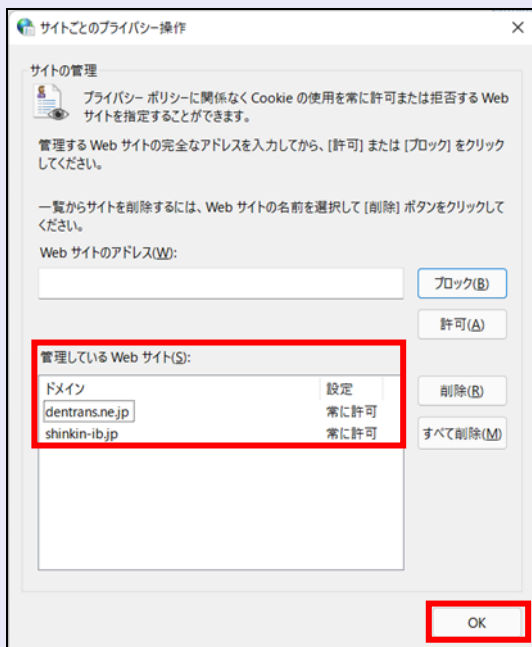 サイトごとのプライバシー操作
サイトの管理
プライバシー ポリシーに関係なく Cookie の使用を常に許可または拒否する Web
サイトを指定することができます。
管理する Web サイトの完全なアドレスを入力してから、[許可] または [ブロック] をクリック
してください。
一覧からサイトを削除するには、Web サイトの名前を選択して [削除] ボタンをクリックして
ください。
Web サイトのアドレス(W):
ブロック(B)
許可(A)
管理している Web サイト(S):
ドメイン 設定
dentrans.ne.jp 常に許可
shinkin-ib.jp 常に許可
削除(R)
すべて削除(M)
OK